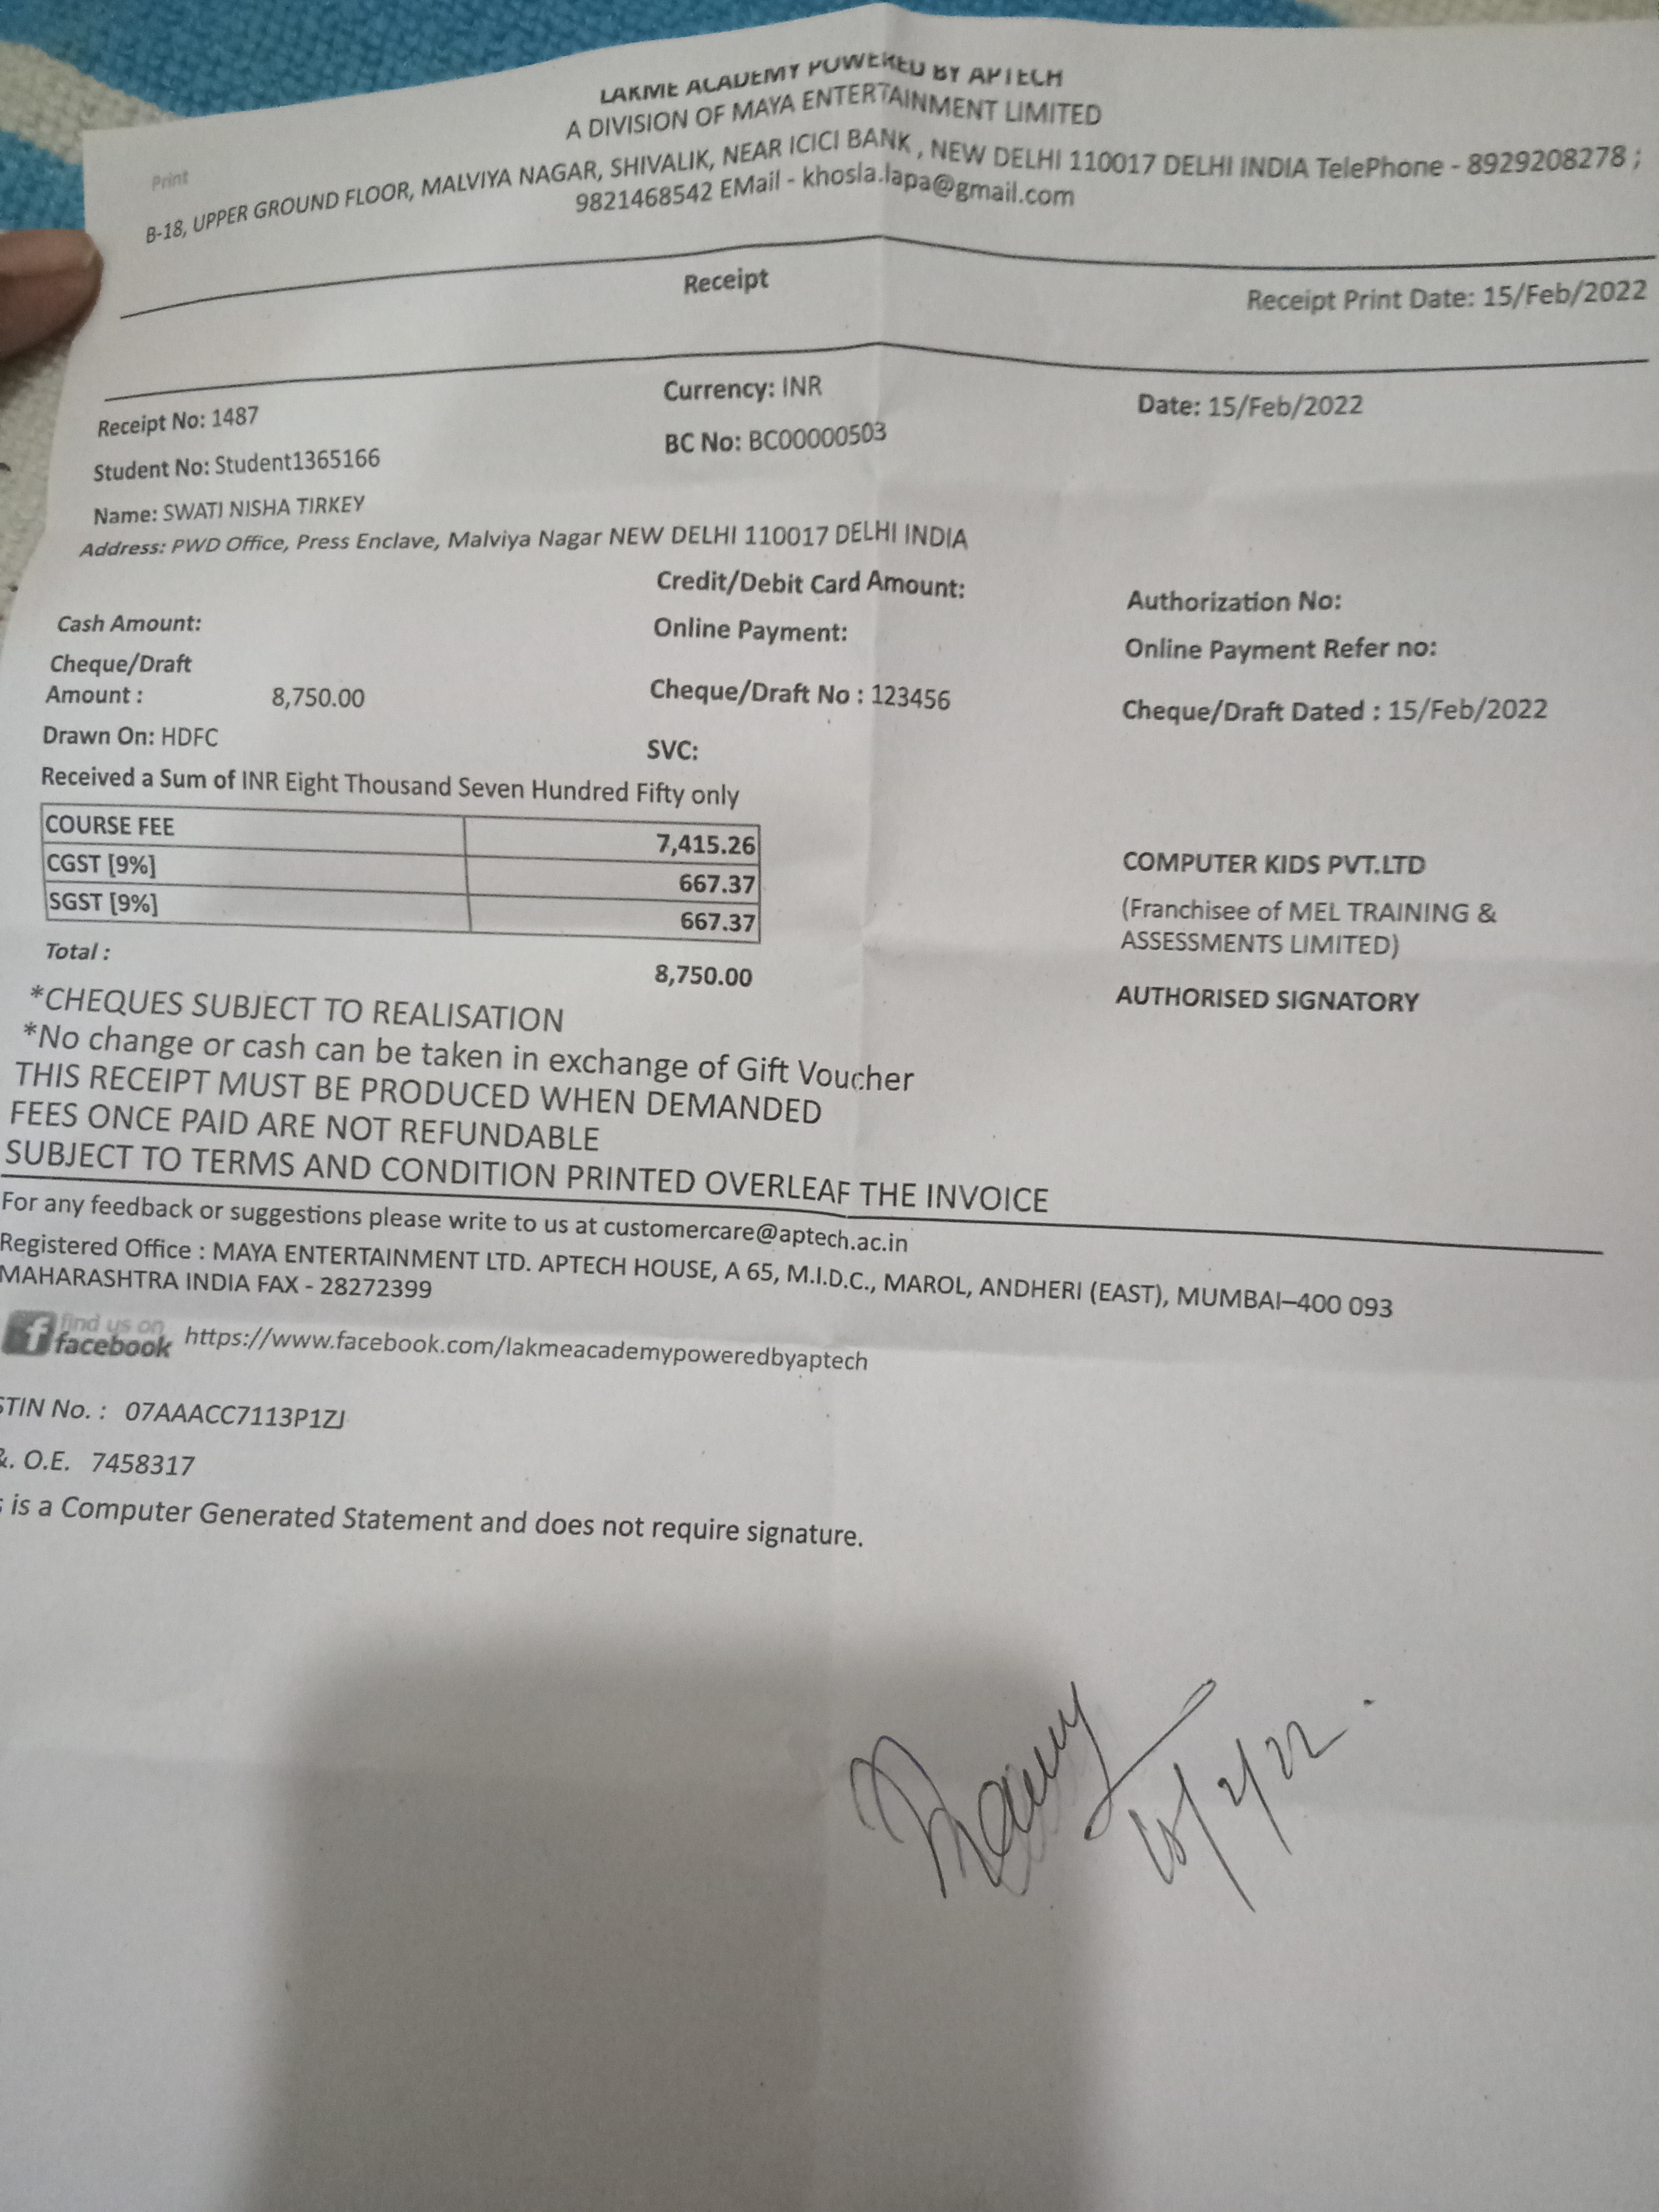 Print
LAKME ACADEMY POWERED BY APTECH
A DIVISION OF MAYA ENTERTAINMENT LIMITED
B-18, UPPER GROUND FLOOR, MALVIYA NAGAR, SHIVALIK, NEAR ICICI BANK , NEW DELHI 110017 DELHI INDIA TelePhone - 8929208278 ;
9821468542 EMail - khosla.lapa@gmail.com
Receipt
Receipt Print Date: 15/Feb/2022
Receipt No: 1487 Currency: INR Date: 15/Feb/2022
Student No: Student1365166 BC No: BC00000503
Name: SWATI NISHA TIRKEY
Address: PWD Office, Press Enclave, Malviya Nagar NEW DELHI 110017 DELHI INDIA
Cash Amount: Credit/Debit Card Amount: Authorization No:
Online Payment: Online Payment Refer no:
Cheque/Draft
Amount : 8,750.00 Cheque/Draft No : 123456 Cheque/Draft Dated : 15/Feb/2022
Drawn On: HDFC SVC:
Received a Sum of INR Eight Thousand Seven Hundred Fifty only
COURSE FEE 7,415.26
CGST [9%] 667.37
SGST [9%] 667.37
Total : 8,750.00
COMPUTER KIDS PVT.LTD
(Franchisee of MEL TRAINING &
ASSESSMENTS LIMITED)
AUTHORISED SIGNATORY
*CHEQUES SUBJECT TO REALISATION
*No change or cash can be taken in exchange of Gift Voucher
THIS RECEIPT MUST BE PRODUCED WHEN DEMANDED
FEES ONCE PAID ARE NOT REFUNDABLE
SUBJECT TO TERMS AND CONDITION PRINTED OVERLEAF THE INVOICE
For any feedback or suggestions please write to us at customercare@aptech.ac.in
Registered Office : MAYA ENTERTAINMENT LTD. APTECH HOUSE, A 65, M.I.D.C., MAROL, ANDHERI (EAST), MUMBAI–400 093
MAHARASHTRA INDIA FAX - 28272399
find us on
facebook https://www.facebook.com/lakmeacademypoweredbyaptech
STIN No. : 07AAACC7113P1ZJ
&. O.E. 7458317
is a Computer Generated Statement and does not require signature.
15/2/22